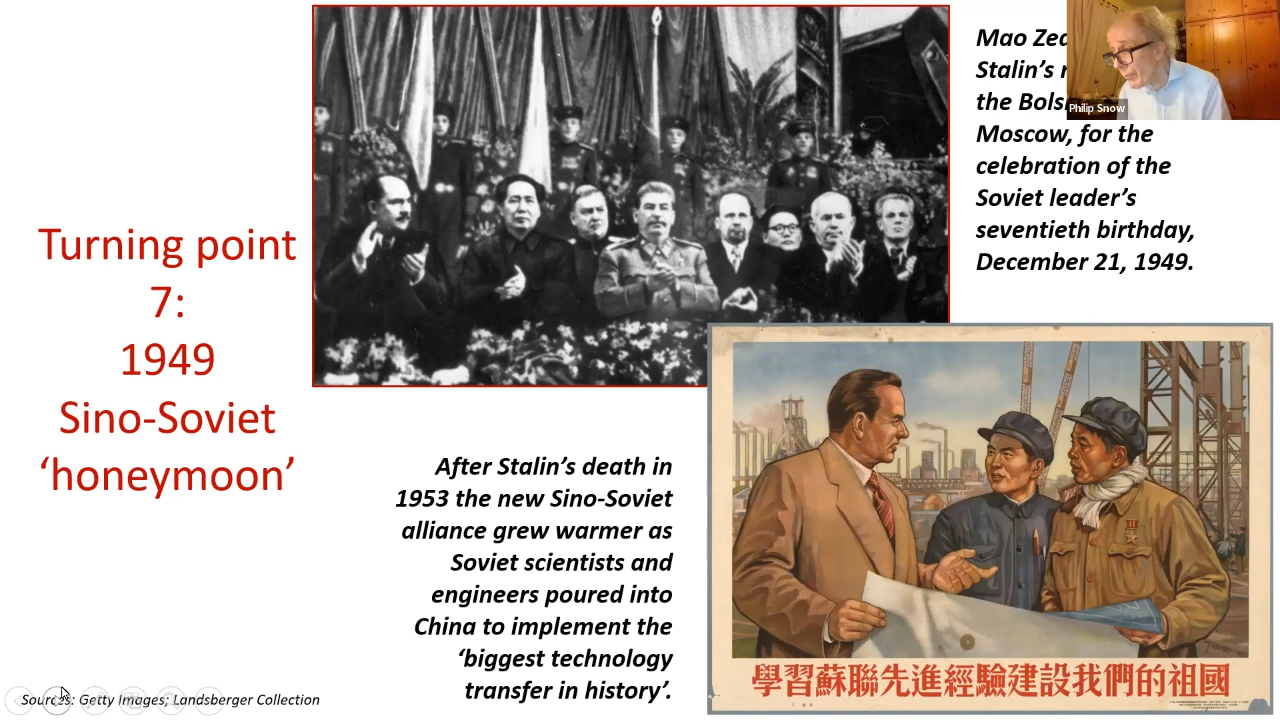 Turning point
7:
1949
Sino-Soviet
‘honeymoon’
Mao
Stalin’s
the
Moscow, for the
celebration of the
Soviet leader’s
seventieth birthday,
December 21, 1949.
Philip Snow
After Stalin’s death in
1953 the new Sino-Soviet
alliance grew warmer as
Soviet scientists and
engineers poured into
China to implement the
‘biggest technology
transfer in history’.
學習蘇聯先進經驗建設我們的祖國
Sources: Getty Images; Landsberger Collection